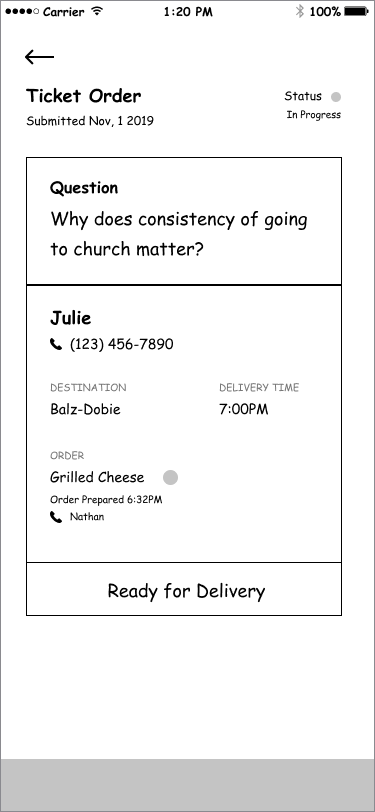 Carrier 1:20 PM 100%
Ticket Order
Status
Submitted Nov, 1 2019
In Progress
Question
Why does consistency of going
to church matter?
Julie
(123) 456-7890
DESTINATION DELIVERY TIME
Balz-Dobie 7:00PM
ORDER
Grilled Cheese
Order Prepared 6:32PM
Nathan
Ready for Delivery